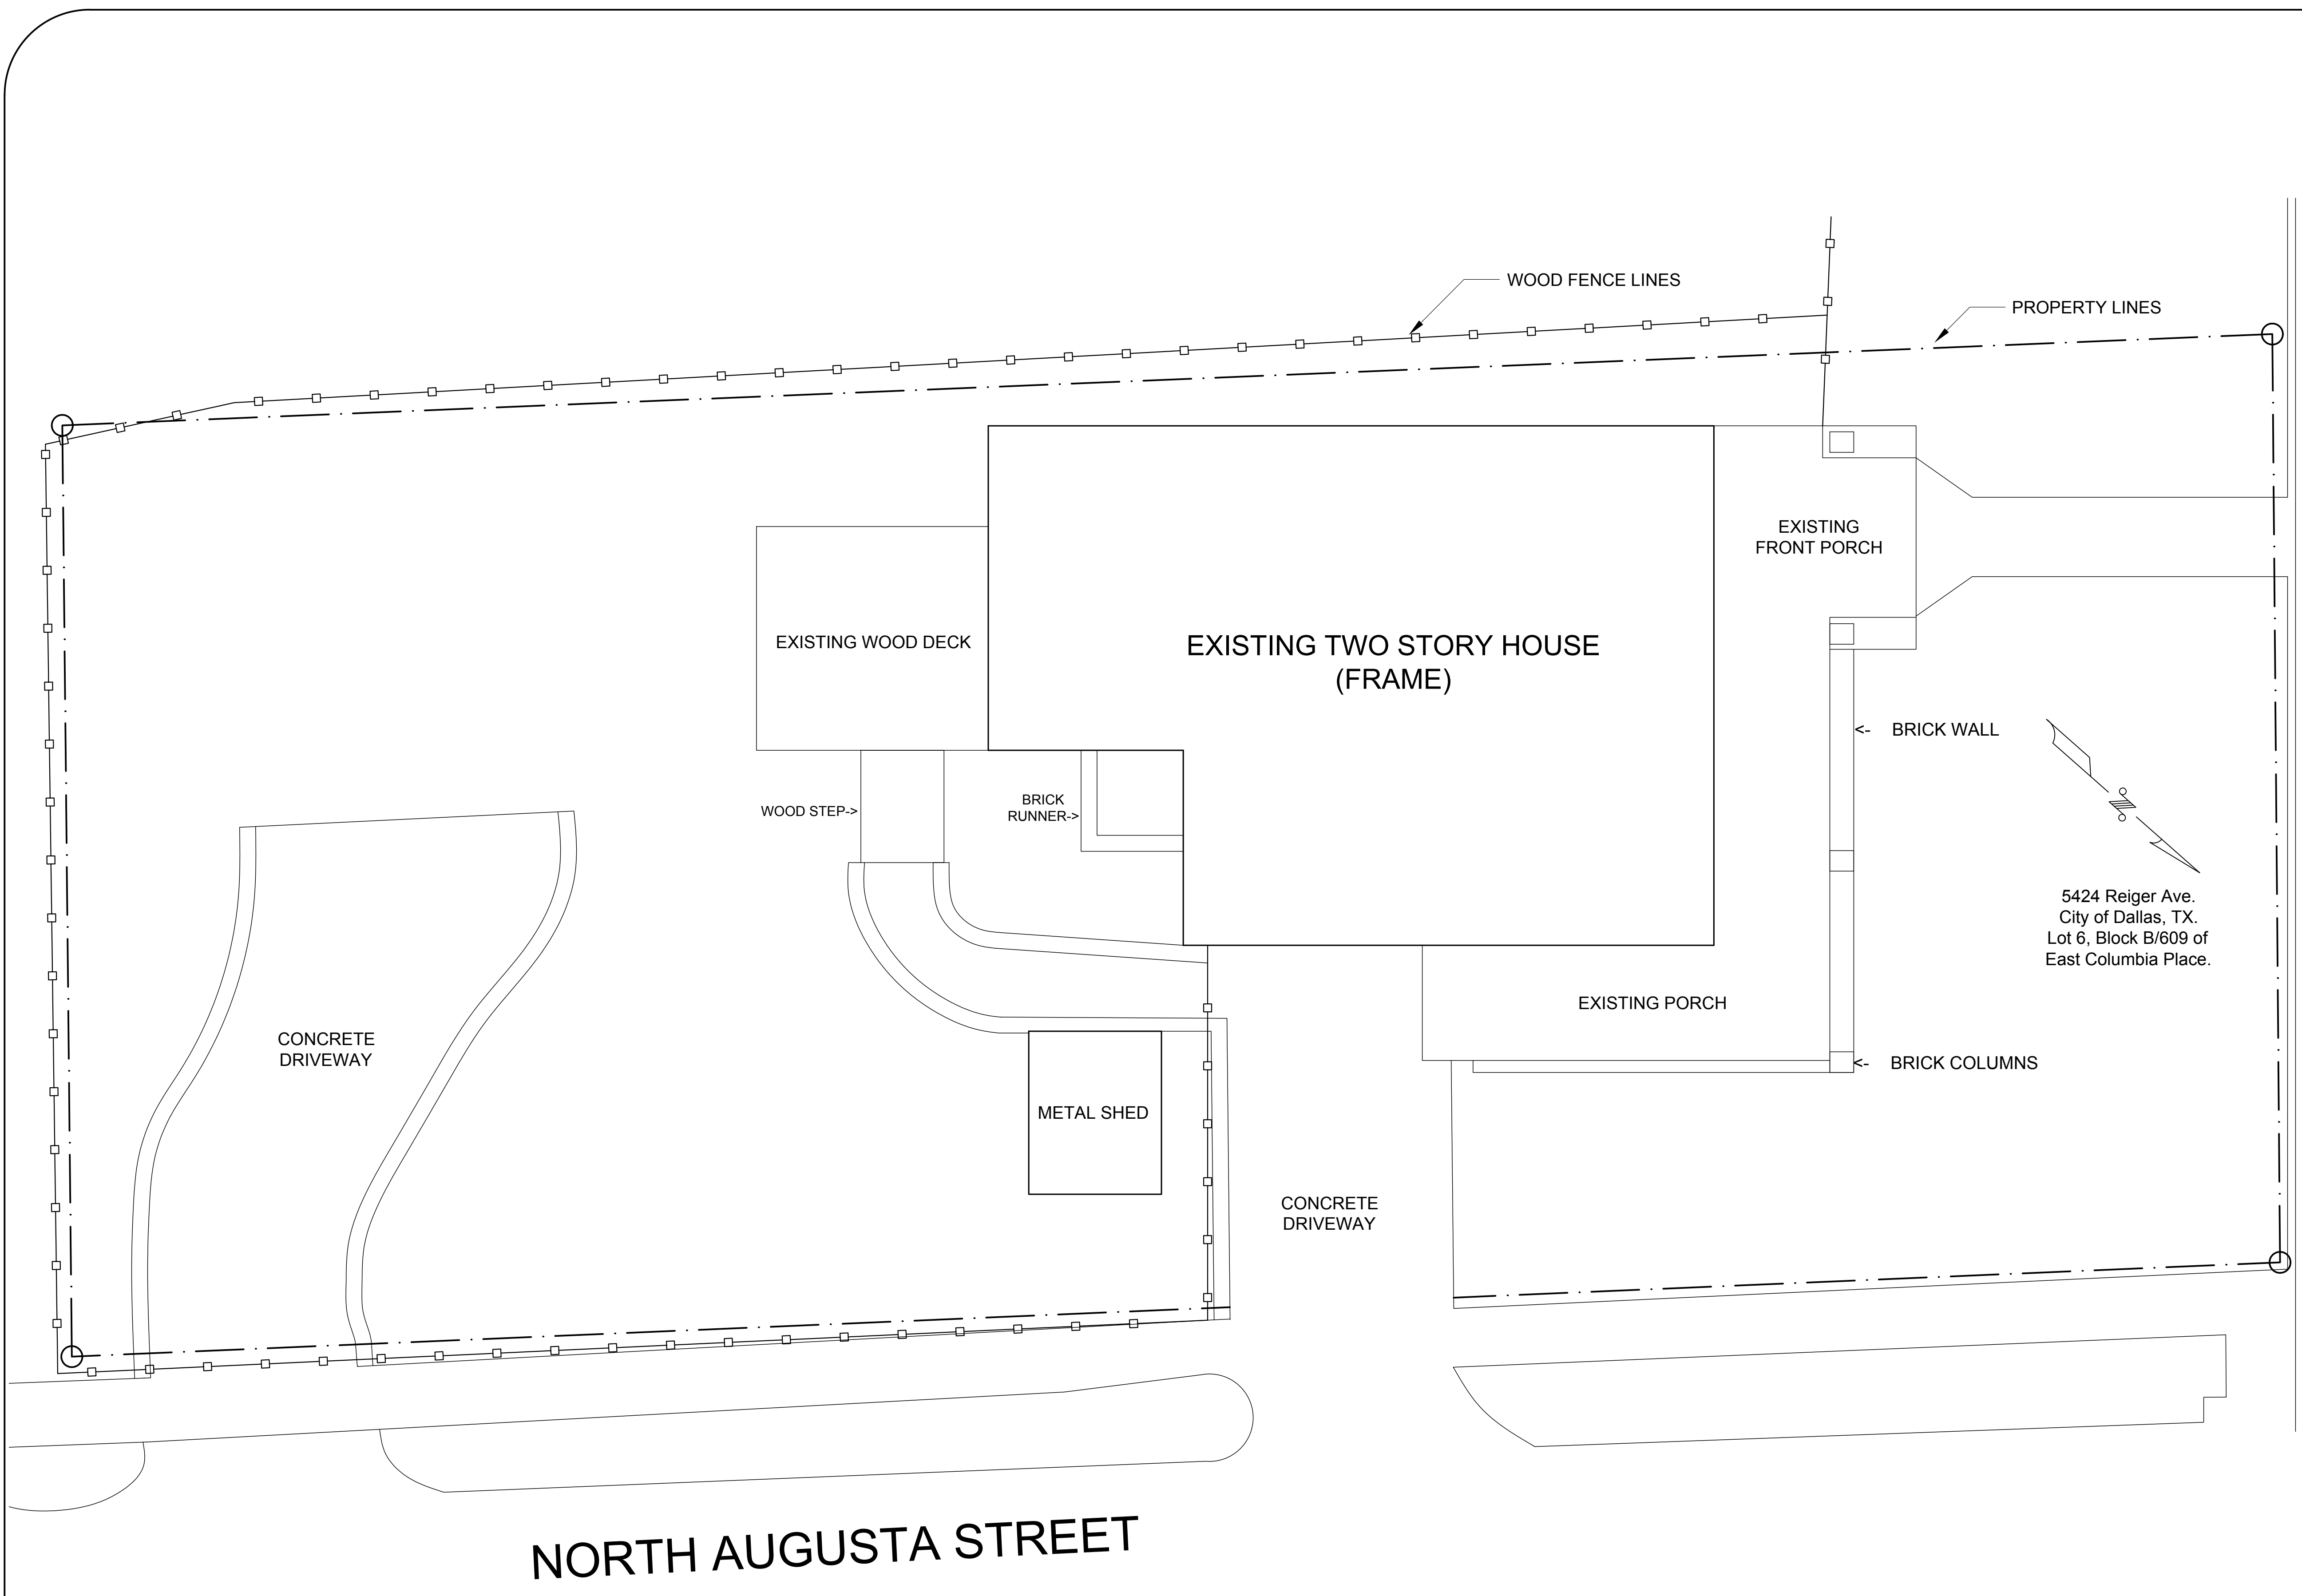 WOOD FENCE LINES
PROPERTY LINES
EXISTING
FRONT PORCH
EXISTING WOOD DECK
EXISTING TWO STORY HOUSE
(FRAME)
<- BRICK WALL
WOOD STEP->
BRICK
RUNNER->
5424 Reiger Ave.
City of Dallas, TX.
Lot 6, Block B/609 of
East Columbia Place.
EXISTING PORCH
CONCRETE
DRIVEWAY
<- BRICK COLUMNS
METAL SHED
CONCRETE
DRIVEWAY
NORTH AUGUSTA STREET